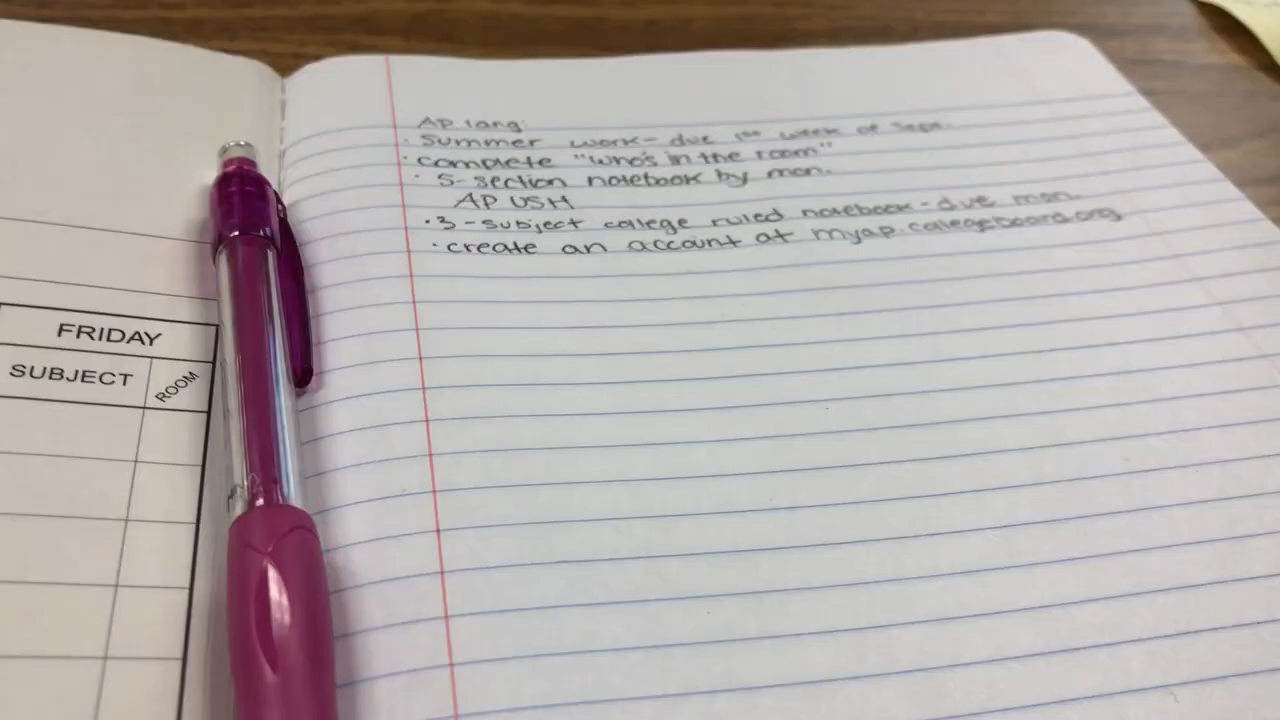 FRIDAY
SUBJECT ROOM
AP lang:
· Summer work - due 1st week of Sept.
· complete "who's in the room"
· 5-section notebook by mon.
AP USH
· 3-subject college ruled notebook - due mon.
· create an account at myap.collegeboard.org